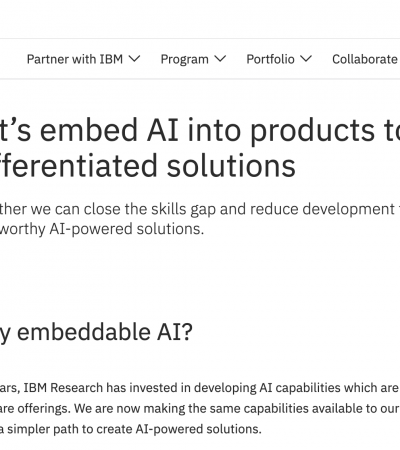 Partner with IBM Program Portfolio Collaborate
t's embed AI into products to
fferentiated solutions
ther we can close the skills gap and reduce development
worthy AI-powered solutions.
y embeddable AI?
ars, IBM Research has invested in developing AI capabilities which are
are offerings. We are now making the same capabilities available to our
a simpler path to create AI-powered solutions.